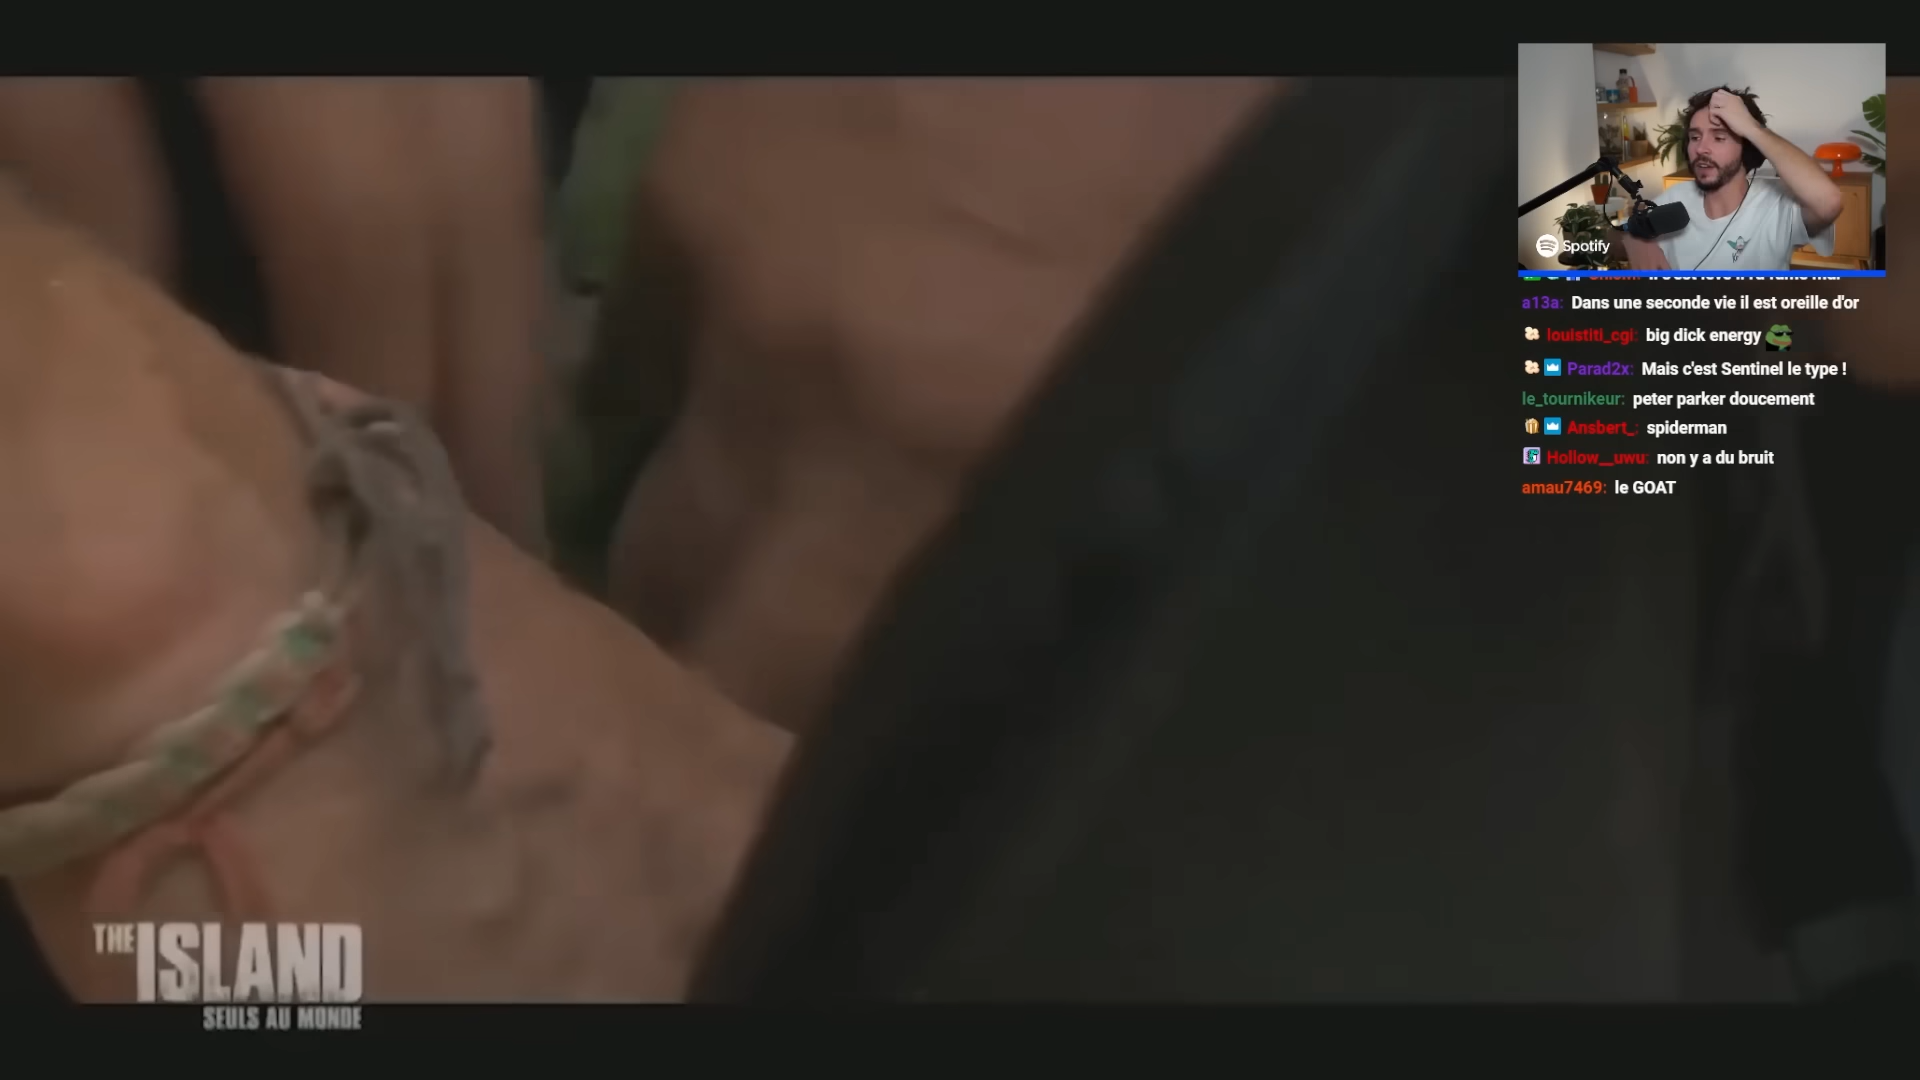 Spotify
a13a: Dans une seconde vie il est oreille d'or
louistiti_cgi: big dick energy
Parad2x: Mais c'est Sentinel le type !
le_tournikeur: peter parker doucement
Ansbert_: spiderman
Hollow__uwu: non y a du bruit
amau7469: le GOAT
THE ISLAND
SEULS AU MONDE